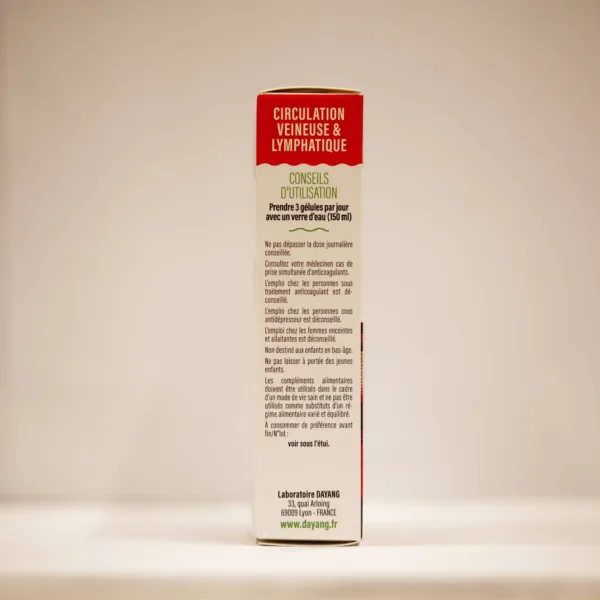 CIRCULATION
VEINEUSE &
LYMPHATIQUE
CONSEILS
D'UTILISATION
Prendre 3 gélules par jour
avec un verre d'eau (150 ml)
Ne pas dépasser la dose journalière
conseillée.
Consultez votre médecinen cas de
prise simultanée d'anticoagulants.
L'emploi chez les personnes sous
traitement anticoagulant est dé-
conseillé.
L'emploi chez les personnes sous
antidépresseur est déconseillé.
L'emploi chez les femmes enceintes
et allaitantes est déconseillé.
Non destiné aux enfants en bas-âge.
Ne pas laisser à portée des jeunes
enfants.
Les compléments alimentaires
doivent être utilisés dans le cadre
d'un mode de vie sain et ne pas être
utilisés comme substituts d'un ré-
gime alimentaire varié et équilibré.
À consommer de préférence avant
fin/N°lot :
voir sous l'étui.
Laboratoire DAYANG
33, quai Arloing
69009 Lyon - FRANCE
www.dayang.fr